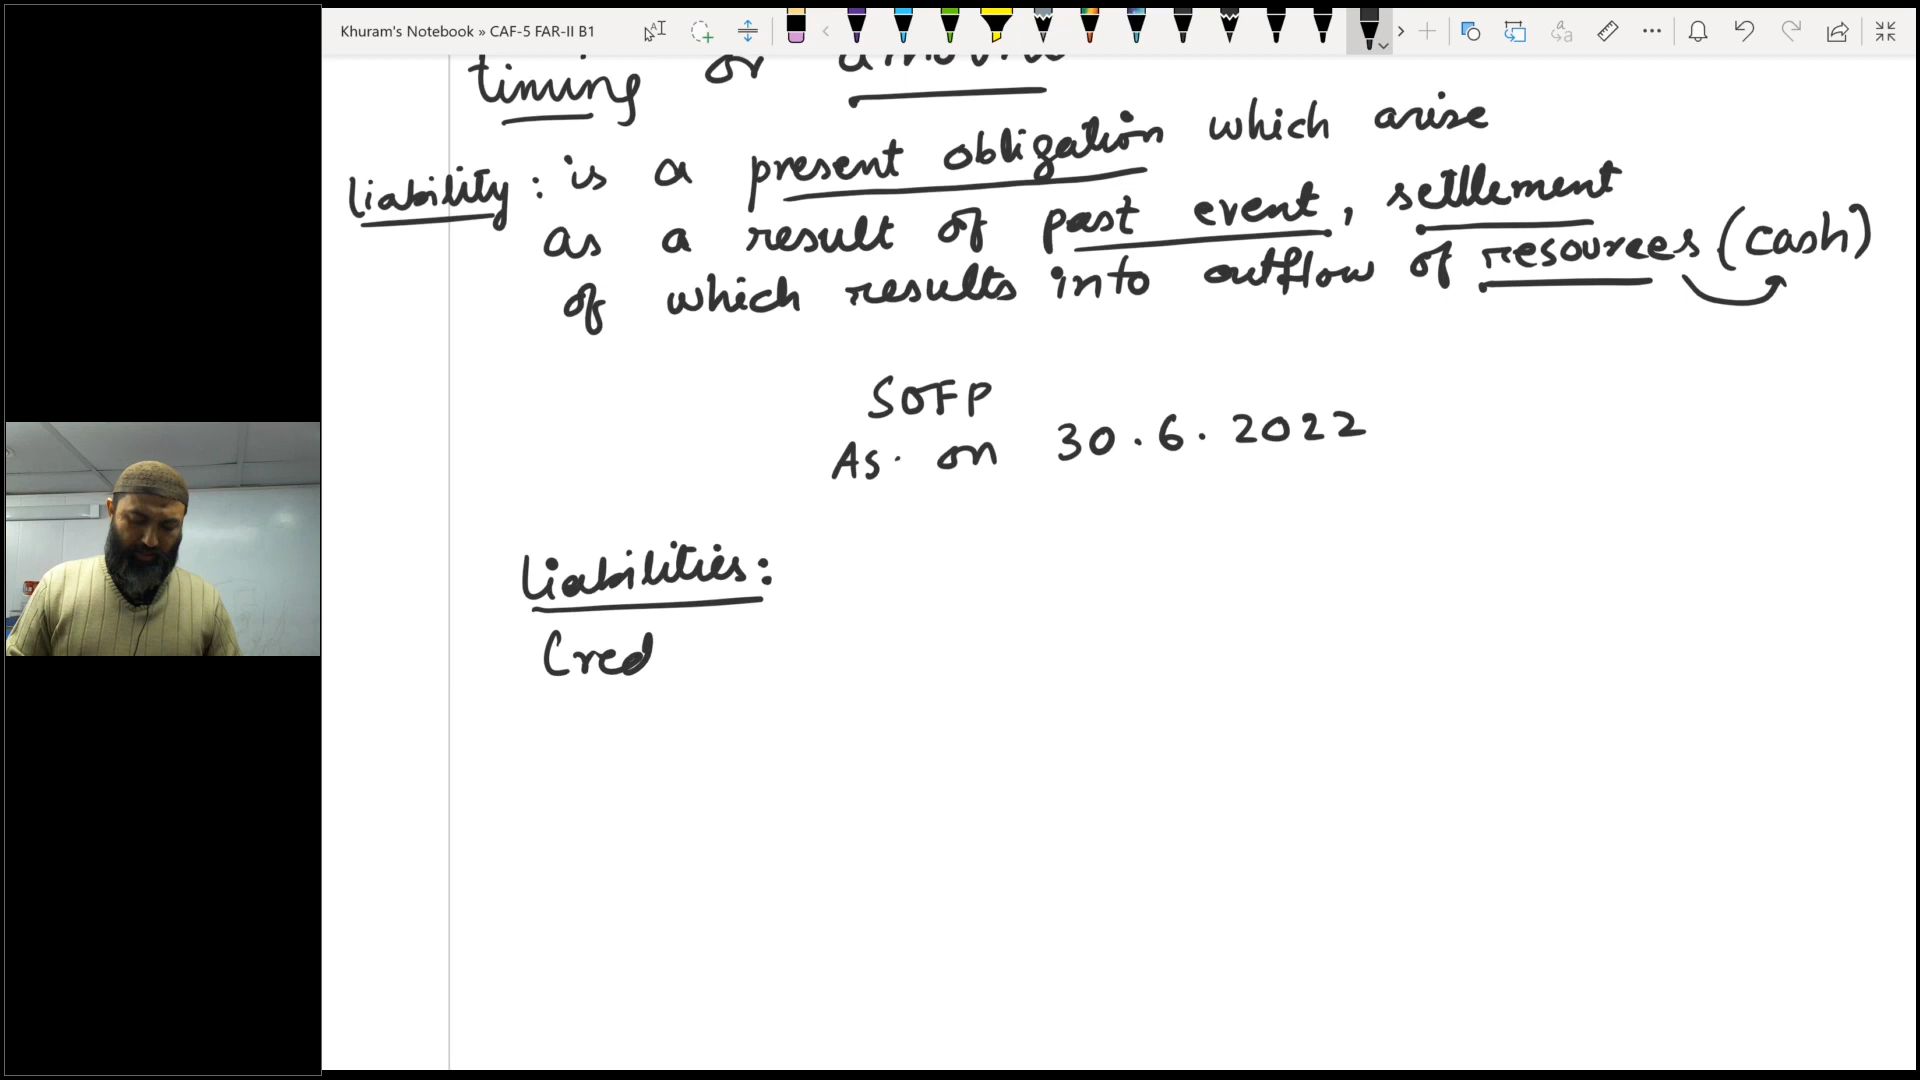 Khuram's Notebook » CAF-5 FAR-II B1
timing or amount
Liability : is a present obligation which arise
as a result of past event, settlement
of which results into outflow of resources (cash)
SOFP
As. on 30.6.2022
Liabilities:
Cred